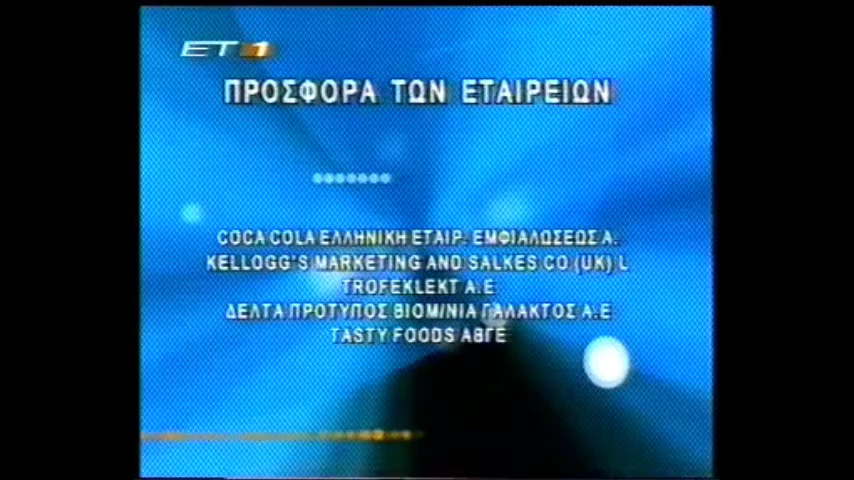 ET1
ΠΡΟΣΦΟΡΑ ΤΩΝ ΕΤΑΙΡΕΙΩΝ
COCA COLA ΕΛΛΗΝΙΚΗ ΕΤΑΙΡ. ΕΜΦΙΑΛΩΣΕΩΣ Α.
KELLOGG'S MARKETING AND SALKES CO.(UK) L
TROFEKLEKT A.E
ΔΕΛΤΑ ΠΡΟΤΥΠΟΣ ΒΙΟΜ/ΝΙΑ ΓΑΛΑΚΤΟΣ Α.Ε
TASTY FOODS ΑΒΓΕ